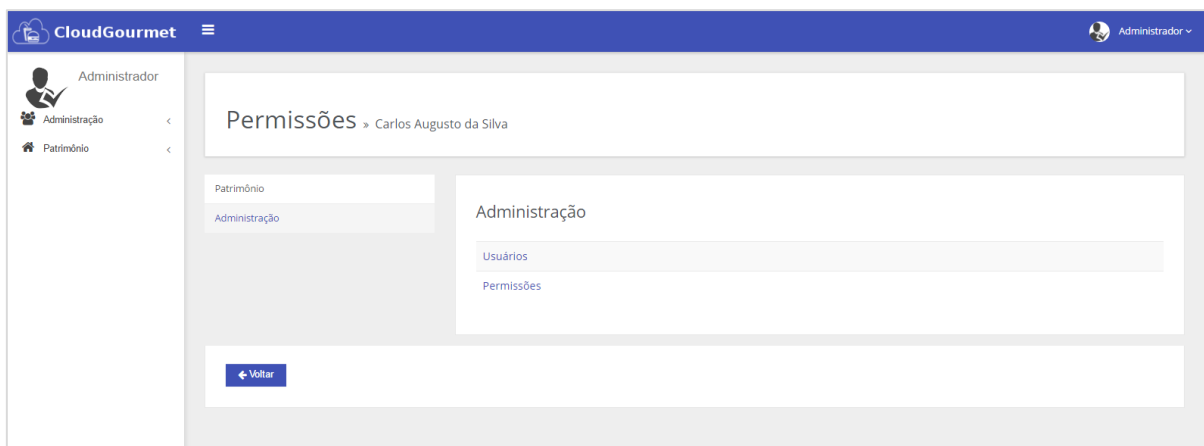 CloudGourmet
Administrador
Administrador
Administração
Patrimônio
Permissões » Carlos Augusto da Silva
Patrimônio
Administração
Administração
Usuários
Permissões
Voltar